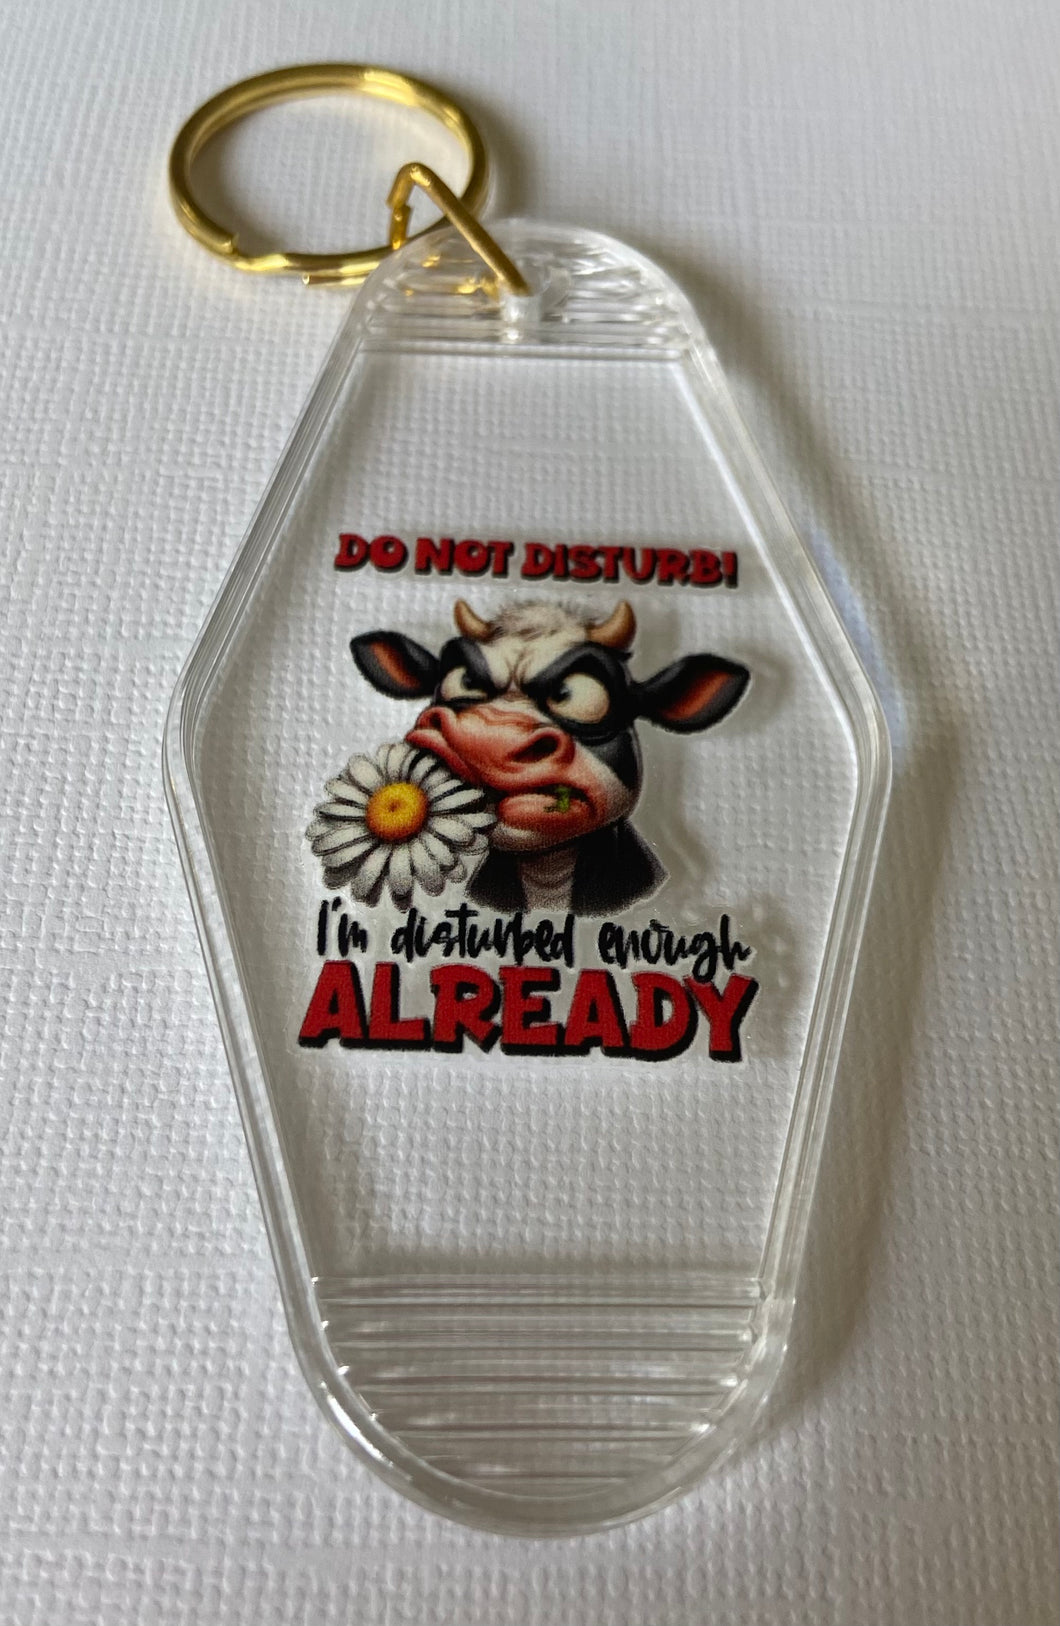 DO NOT DISTURB!
I'm disturbed enough
ALREADY